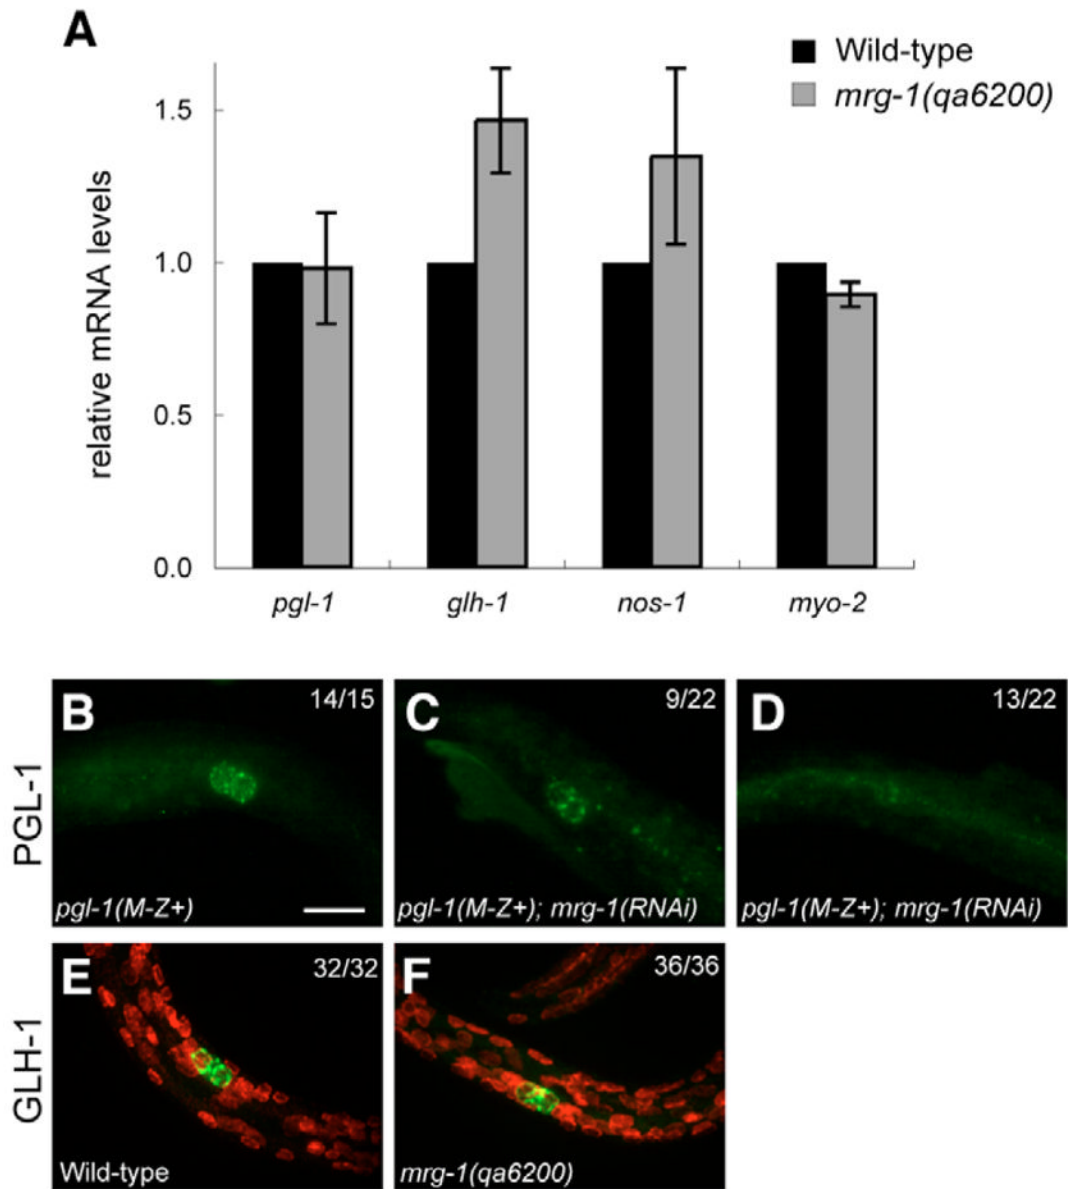 A
Wild-type
mrg-1(qa6200)
relative mRNA levels
1.5
1.0
0.5
0.0
pgl-1 glh-1 nos-1 myo-2
PGL-1
B 14/15
pgl-1(M-Z+)
C 9/22
pgl-1(M-Z+); mrg-1(RNAi)
D 13/22
pgl-1(M-Z+); mrg-1(RNAi)
GLH-1
E 32/32
Wild-type
F 36/36
mrg-1(qa6200)